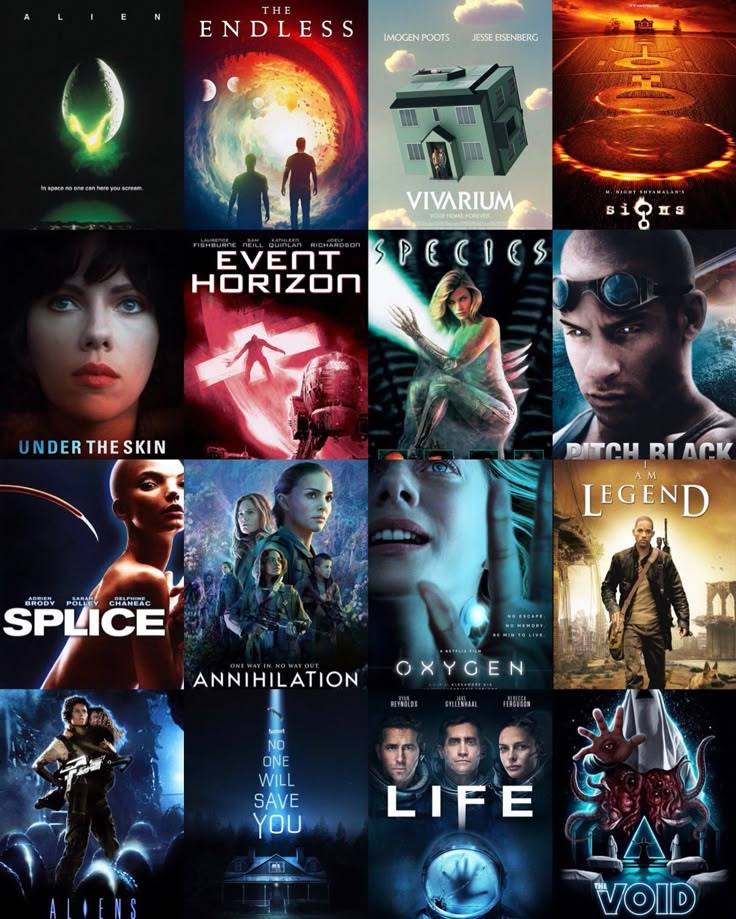 A L I E N
In space no one can here you scream.
THE
ENDLESS
IMOGEN POOTS JESSE EISENBERG
VIVARIUM
YOUR HOME. FOREVER.
M. NIGHT SHYAMALAN'S
signs
UNDER THE SKIN
LAURENCE FISHBURNE SAM NEILL KATHLEEN QUINLAN JOELY RICHARDSON
EVENT
HORIZON
SPECIES
PITCH BLACK
ADRIEN BRODY SARAH POLLEY DELPHINE CHANEAC
SPLICE
ONE WAY IN. NO WAY OUT.
ANNIHILATION
NO ESCAPE.
NO MEMORY.
90 MIN TO LIVE.
A NETFLIX FILM
OXYGEN
I AM
LEGEND
ALIENS
NO
ONE
WILL
SAVE
YOU
RYAN REYNOLDS JAKE GYLLENHAAL REBECCA FERGUSON
LIFE
THE VOID